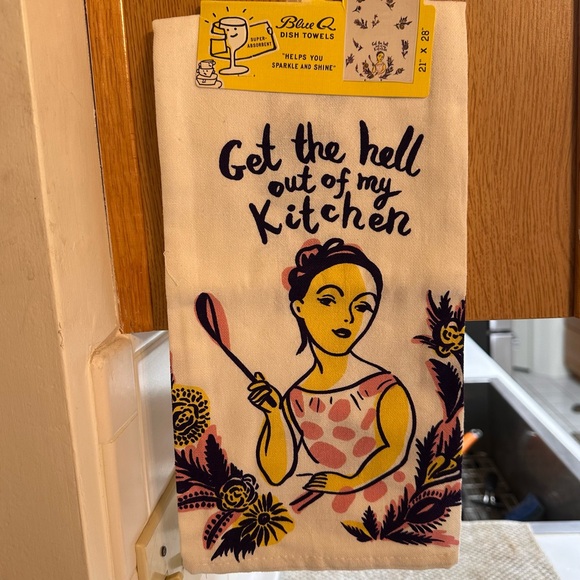 Blue Q
DISH TOWELS
SUPER-
ABSORBENT
"HELPS YOU
SPARKLE AND SHINE"
21" x 28"
Get the hell
out of my
Kitchen